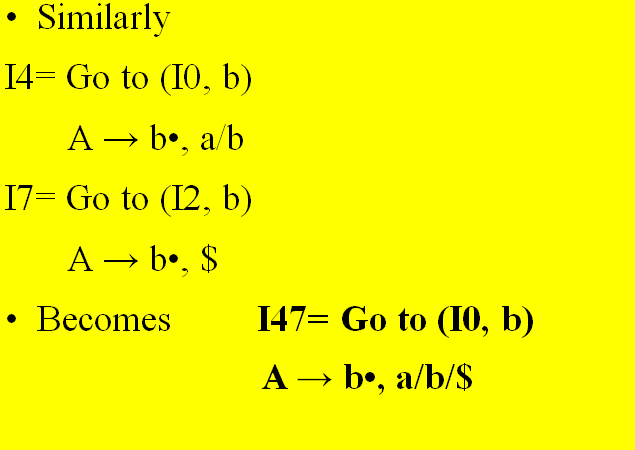 • Similarly
I4= Go to (I0, b)
A → b•, a/b
I7= Go to (I2, b)
A → b•, $
• Becomes I47= Go to (I0, b)
A → b•, a/b/$